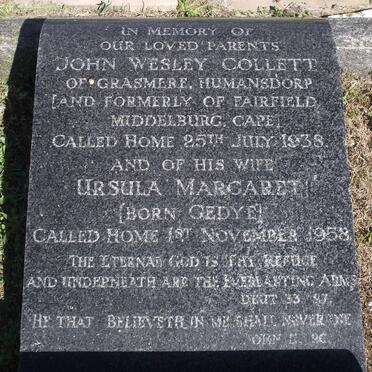 IN MEMORY OF
OUR LOVED PARENTS
JOHN WESLEY COLLETT
OF GRASMERE, HUMANSDORP
[AND FORMERLY OF FAIRFIELD
MIDDELBURG, CAPE]
CALLED HOME 25TH JULY 1938.
AND OF HIS WIFE
URSULA MARGARET
[BORN GEDYE]
CALLED HOME 1ST NOVEMBER 1958
THE ETERNAL GOD IS THY REFUGE
AND UNDERNEATH ARE THE EVERLASTING ARMS
DEUT 33. 27.
HE THAT BELIEVETH IN ME SHALL NEVER DIE